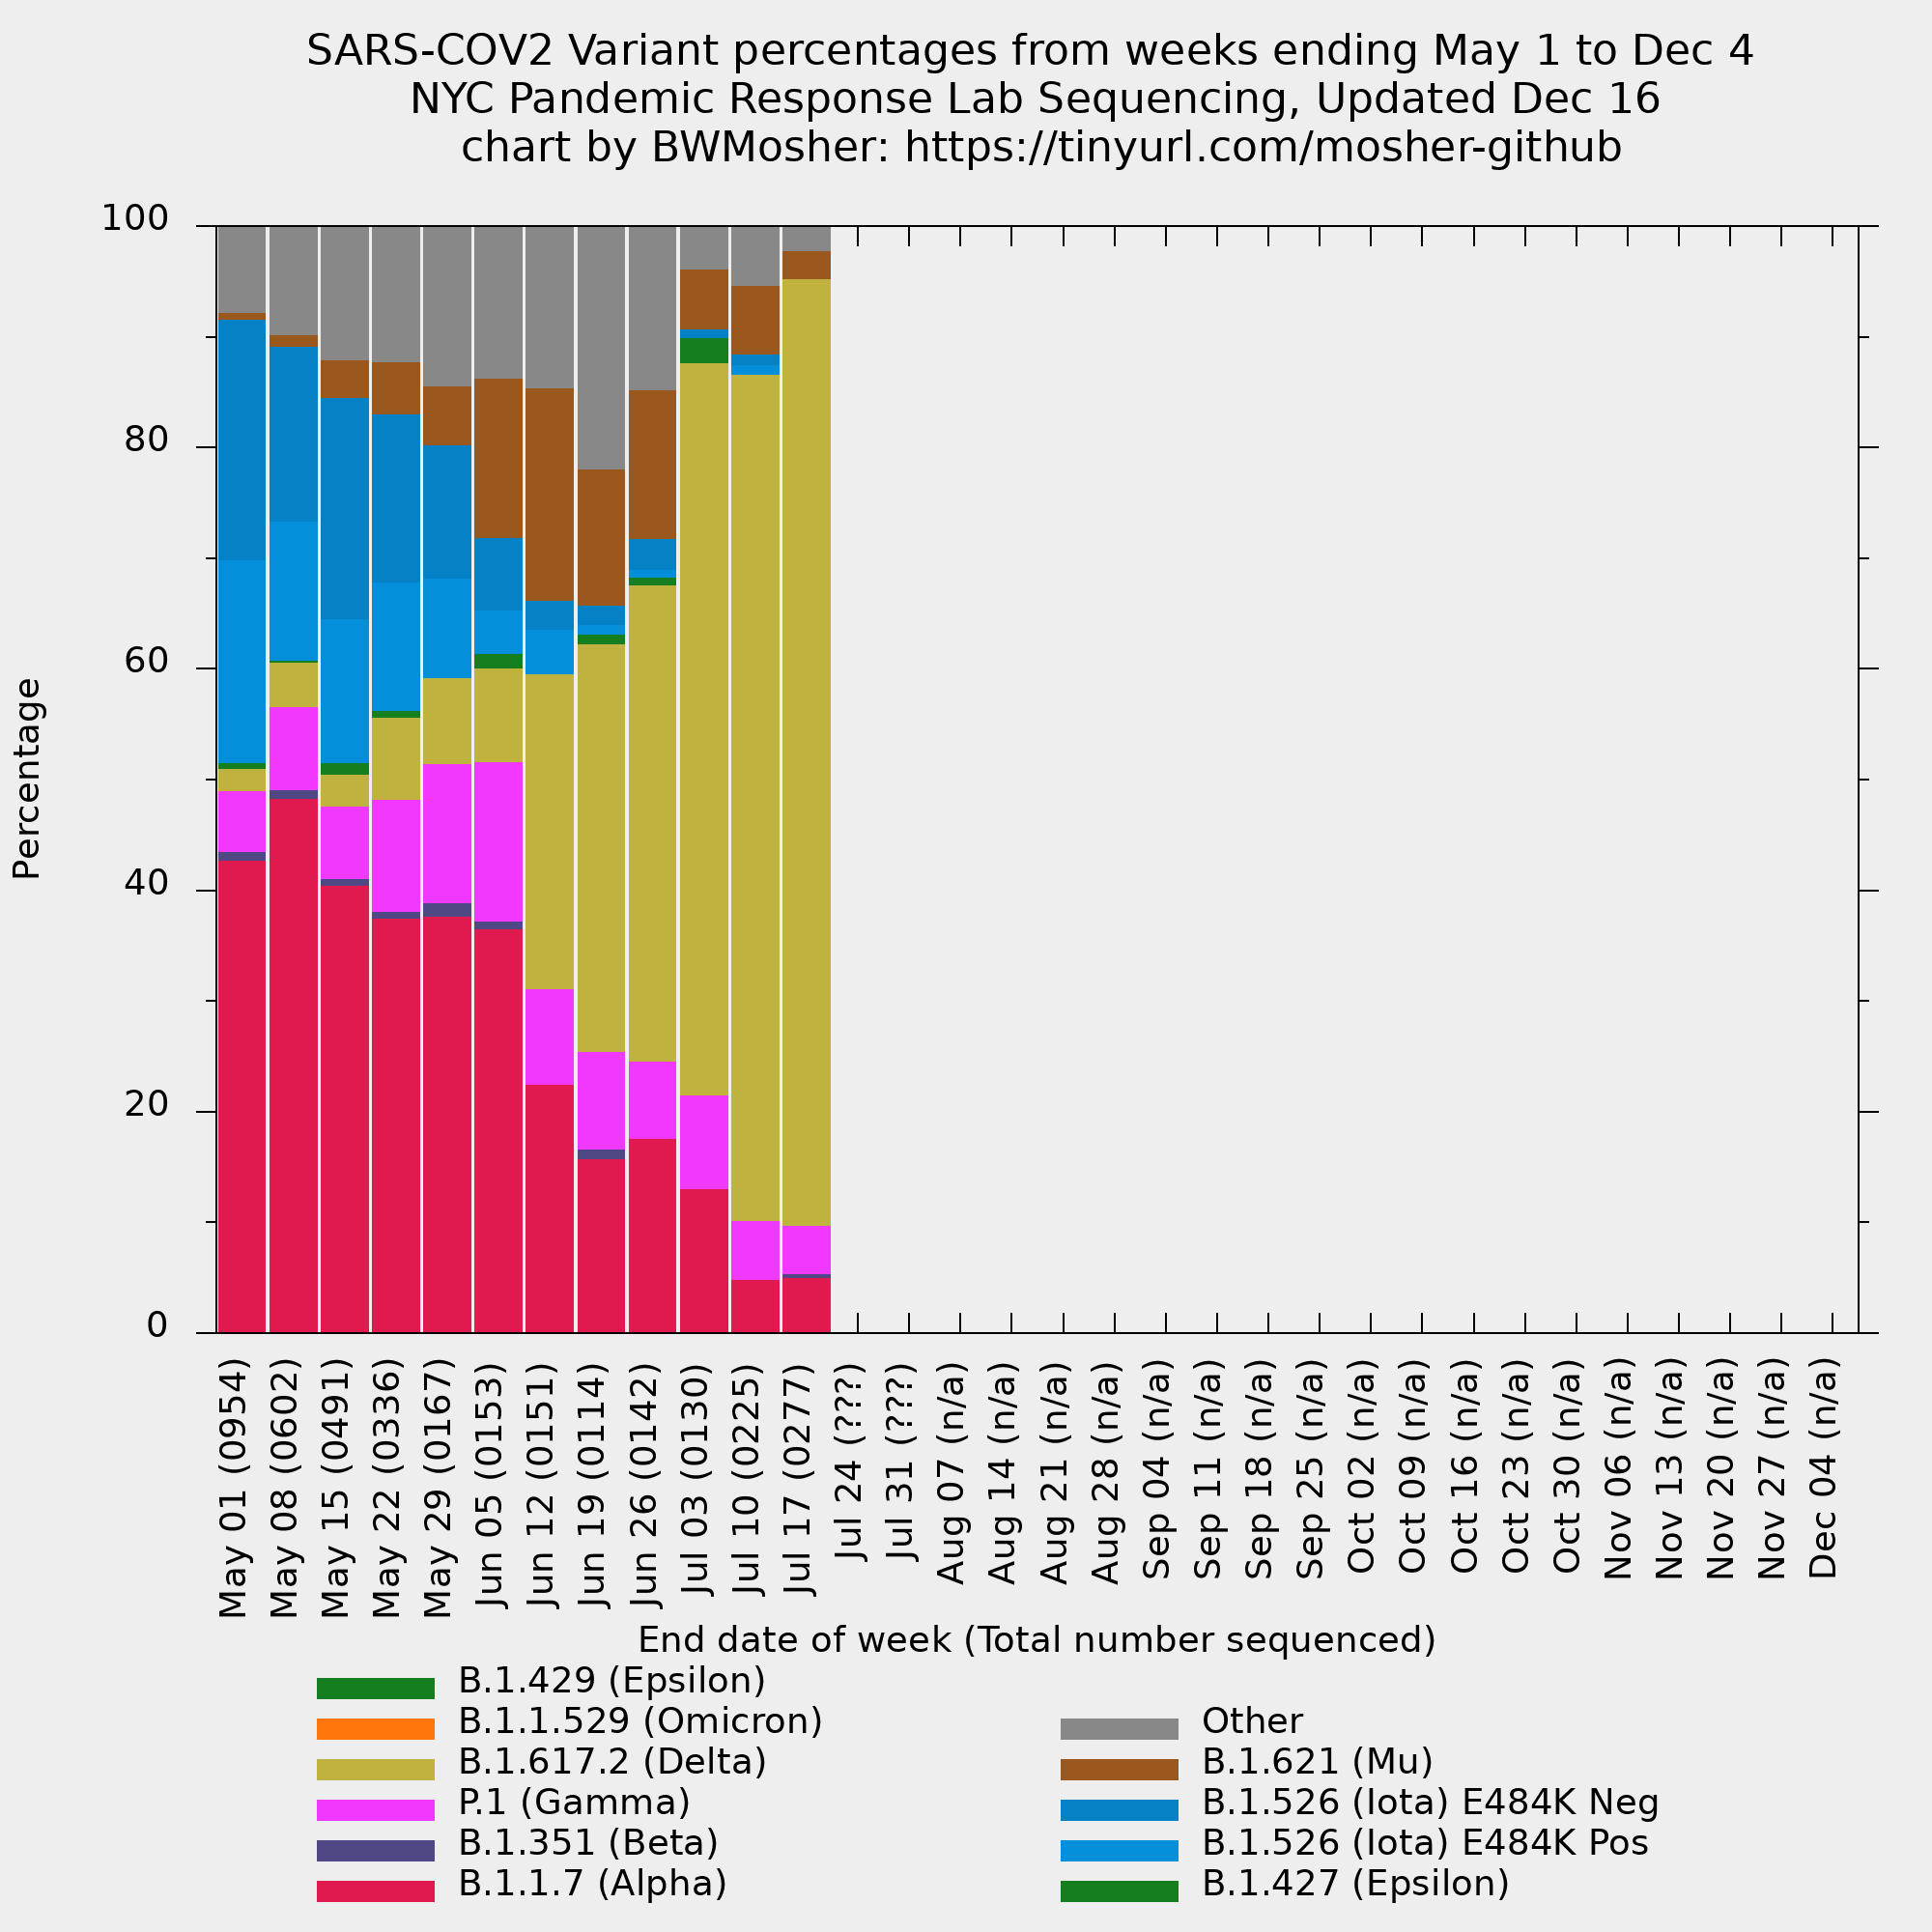 SARS-COV2 Variant percentages from weeks ending May 1 to Dec 4
NYC Pandemic Response Lab Sequencing, Updated Dec 16
chart by BWMosher: https://tinyurl.com/mosher-github
Percentage
100
80
60
40
20
0
May 01 (0954)
May 08 (0602)
May 15 (0491)
May 22 (0336)
May 29 (0167)
Jun 05 (0153)
Jun 12 (0151)
Jun 19 (0114)
Jun 26 (0142)
Jul 03 (0130)
Jul 10 (0225)
Jul 17 (0277)
Jul 24 (???)
Jul 31 (???)
Aug 07 (n/a)
Aug 14 (n/a)
Aug 21 (n/a)
Aug 28 (n/a)
Sep 04 (n/a)
Sep 11 (n/a)
Sep 18 (n/a)
Sep 25 (n/a)
Oct 02 (n/a)
Oct 09 (n/a)
Oct 16 (n/a)
Oct 23 (n/a)
Oct 30 (n/a)
Nov 06 (n/a)
Nov 13 (n/a)
Nov 20 (n/a)
Nov 27 (n/a)
Dec 04 (n/a)
End date of week (Total number sequenced)
B.1.429 (Epsilon)
B.1.1.529 (Omicron)
B.1.617.2 (Delta)
P.1 (Gamma)
B.1.351 (Beta)
B.1.1.7 (Alpha)
Other
B.1.621 (Mu)
B.1.526 (Iota) E484K Neg
B.1.526 (Iota) E484K Pos
B.1.427 (Epsilon)